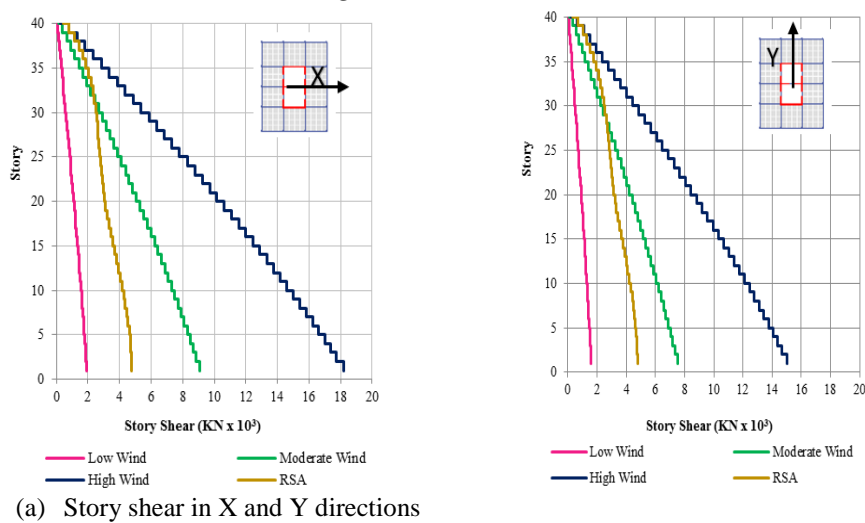 40
35
30
25
20
15
10
5
0
Story
X
0 2 4 6 8 10 12 14 16 18 20
Story Shear (KN x 10³)
Low Wind Moderate Wind
High Wind RSA
40
35
30
25
20
15
10
5
0
Story
Y
0 2 4 6 8 10 12 14 16 18 20
Story Shear (KN x 10³)
Low Wind Moderate Wind
High Wind RSA
(a) Story shear in X and Y directions